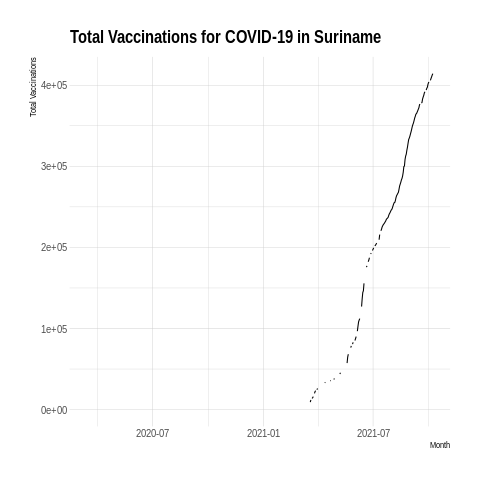 Total Vaccinations for COVID-19 in Suriname
Total Vaccinations
4e+05
3e+05
2e+05
1e+05
0e+00
2020-07 2021-01 2021-07
Month